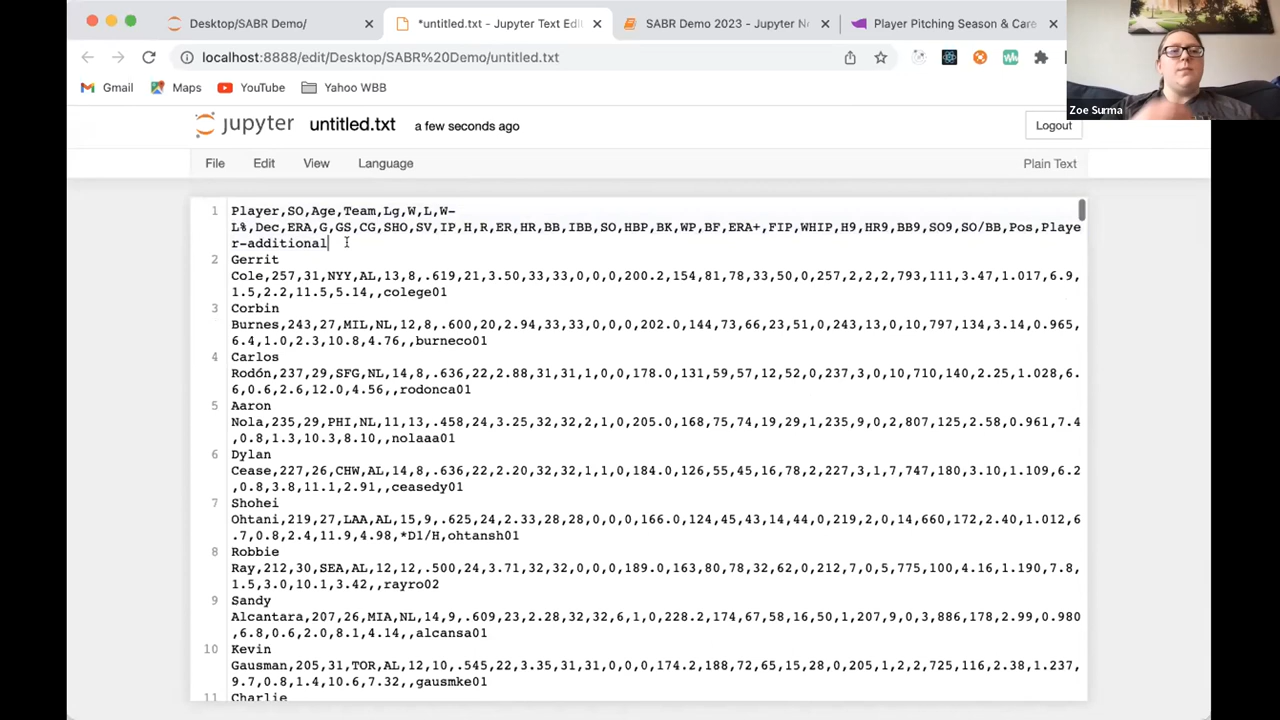 Desktop/SABR Demo/
*untitled.txt - Jupyter Text Edi
SABR Demo 2023 - Jupyter N
Player Pitching Season & Care
localhost:8888/edit/Desktop/SABR%20Demo/untitled.txt
Gmail
Maps
YouTube
Yahoo WBB
Zoe Surma
jupyter
untitled.txt
a few seconds ago
Logout
File
Edit
View
Language
Plain Text
1 Player,SO,Age,Team,Lg,W,L,W-
L%,Dec,ERA,G,GS,CG,SHO,SV,IP,H,R,ER,HR,BB,IBB,SO,HBP,BK,WP,BF,ERA+,FIP,WHIP,H9,HR9,BB9,SO9,SO/BB,Pos,Playe
r-additional
2 Gerrit
Cole,257,31,NYY,AL,13,8,.619,21,3.50,33,33,0,0,0,200.2,154,81,78,33,50,0,257,2,2,2,793,111,3.47,1.017,6.9,
1.5,2.2,11.5,5.14,,colege01
3 Corbin
Burnes,243,27,MIL,NL,12,8,.600,20,2.94,33,33,0,0,0,202.0,144,73,66,23,51,0,243,13,0,10,797,134,3.14,0.965,
6.4,1.0,2.3,10.8,4.76,,burneco01
4 Carlos
Rodón,237,29,SFG,NL,14,8,.636,22,2.88,31,31,1,0,0,178.0,131,59,57,12,52,0,237,3,0,10,710,140,2.25,1.028,6.
6,0.6,2.6,12.0,4.56,,rodonca01
5 Aaron
Nola,235,29,PHI,NL,11,13,.458,24,3.25,32,32,2,1,0,205.0,168,75,74,19,29,1,235,9,0,2,807,125,2.58,0.961,7.4
,0.8,1.3,10.3,8.10,,nolaaa01
6 Dylan
Cease,227,26,CHW,AL,14,8,.636,22,2.20,32,32,1,1,0,184.0,126,55,45,16,78,2,227,3,1,7,747,180,3.10,1.109,6.2
,0.8,3.8,11.1,2.91,,ceasedy01
7 Shohei
Ohtani,219,27,LAA,AL,15,9,.625,24,2.33,28,28,0,0,0,166.0,124,45,43,14,44,0,219,2,0,14,660,172,2.40,1.012,6
.7,0.8,2.4,11.9,4.98,*D1/H,ohtansh01
8 Robbie
Ray,212,30,SEA,AL,12,12,.500,24,3.71,32,32,0,0,0,189.0,163,80,78,32,62,0,212,7,0,5,775,100,4.16,1.190,7.8,
1.5,3.0,10.1,3.42,,rayro02
9 Sandy
Alcantara,207,26,MIA,NL,14,9,.609,23,2.28,32,32,6,1,0,228.2,174,67,58,16,50,1,207,9,0,3,886,178,2.99,0.980
,6.8,0.6,2.0,8.1,4.14,,alcansa01
10 Kevin
Gausman,205,31,TOR,AL,12,10,.545,22,3.35,31,31,0,0,0,174.2,188,72,65,15,28,0,205,1,2,2,725,116,2.38,1.237,
9.7,0.8,1.4,10.6,7.32,,gausmke01
11 Charlie